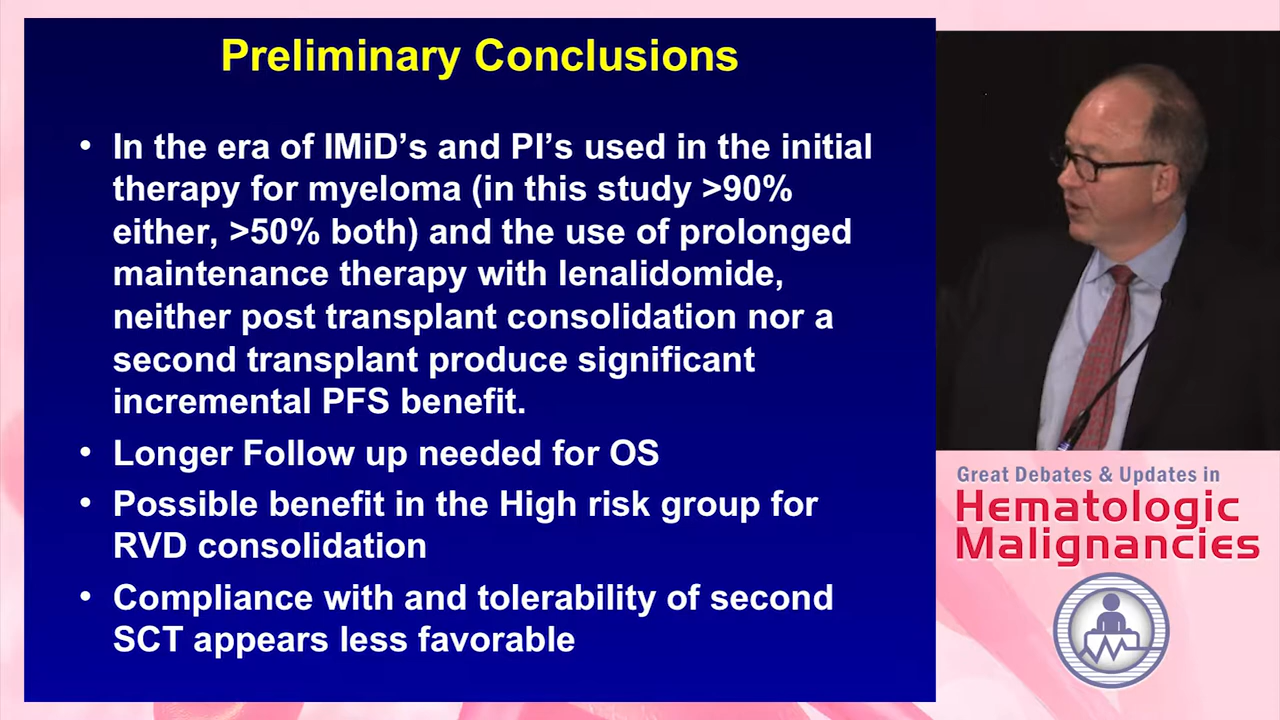 Preliminary Conclusions
• In the era of IMiD’s and PI’s used in the initial
therapy for myeloma (in this study >90%
either, >50% both) and the use of prolonged
maintenance therapy with lenalidomide,
neither post transplant consolidation nor a
second transplant produce significant
incremental PFS benefit.
• Longer Follow up needed for OS
• Possible benefit in the High risk group for
RVD consolidation
• Compliance with and tolerability of second
SCT appears less favorable
Great Debates & Updates in
Hematologic
Malignancies